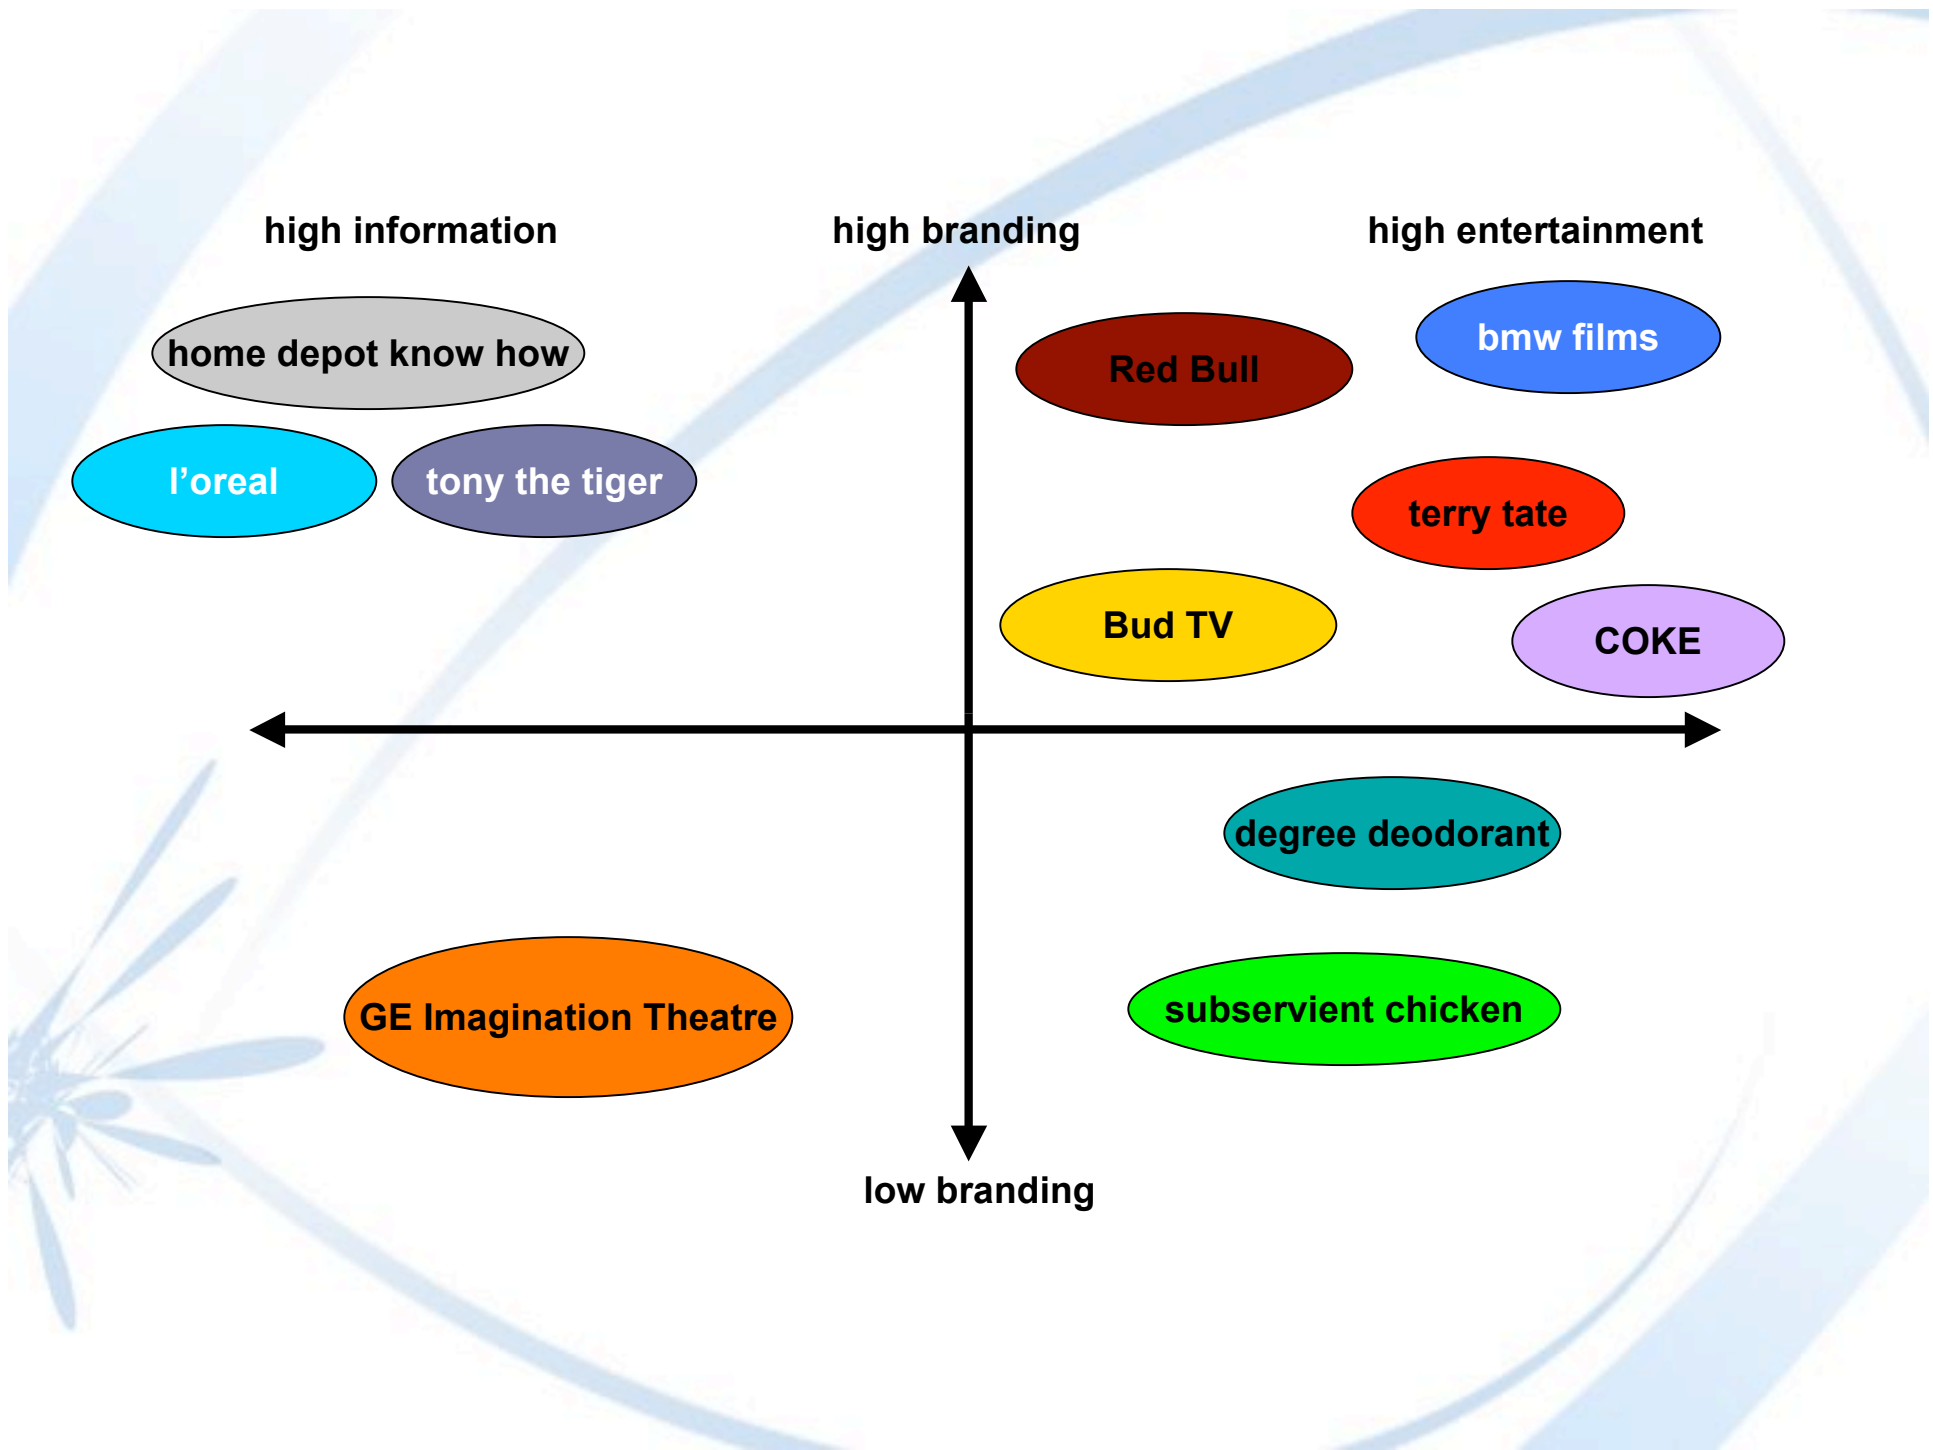 high information
high branding
high entertainment
home depot know how
Red Bull
bmw films
l’oreal
tony the tiger
terry tate
Bud TV
COKE
degree deodorant
GE Imagination Theatre
subservient chicken
low branding